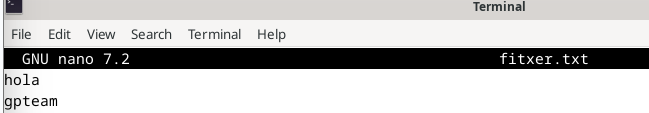 Terminal
File Edit View Search Terminal Help
GNU nano 7.2 fitxer.txt
hola
gpteam